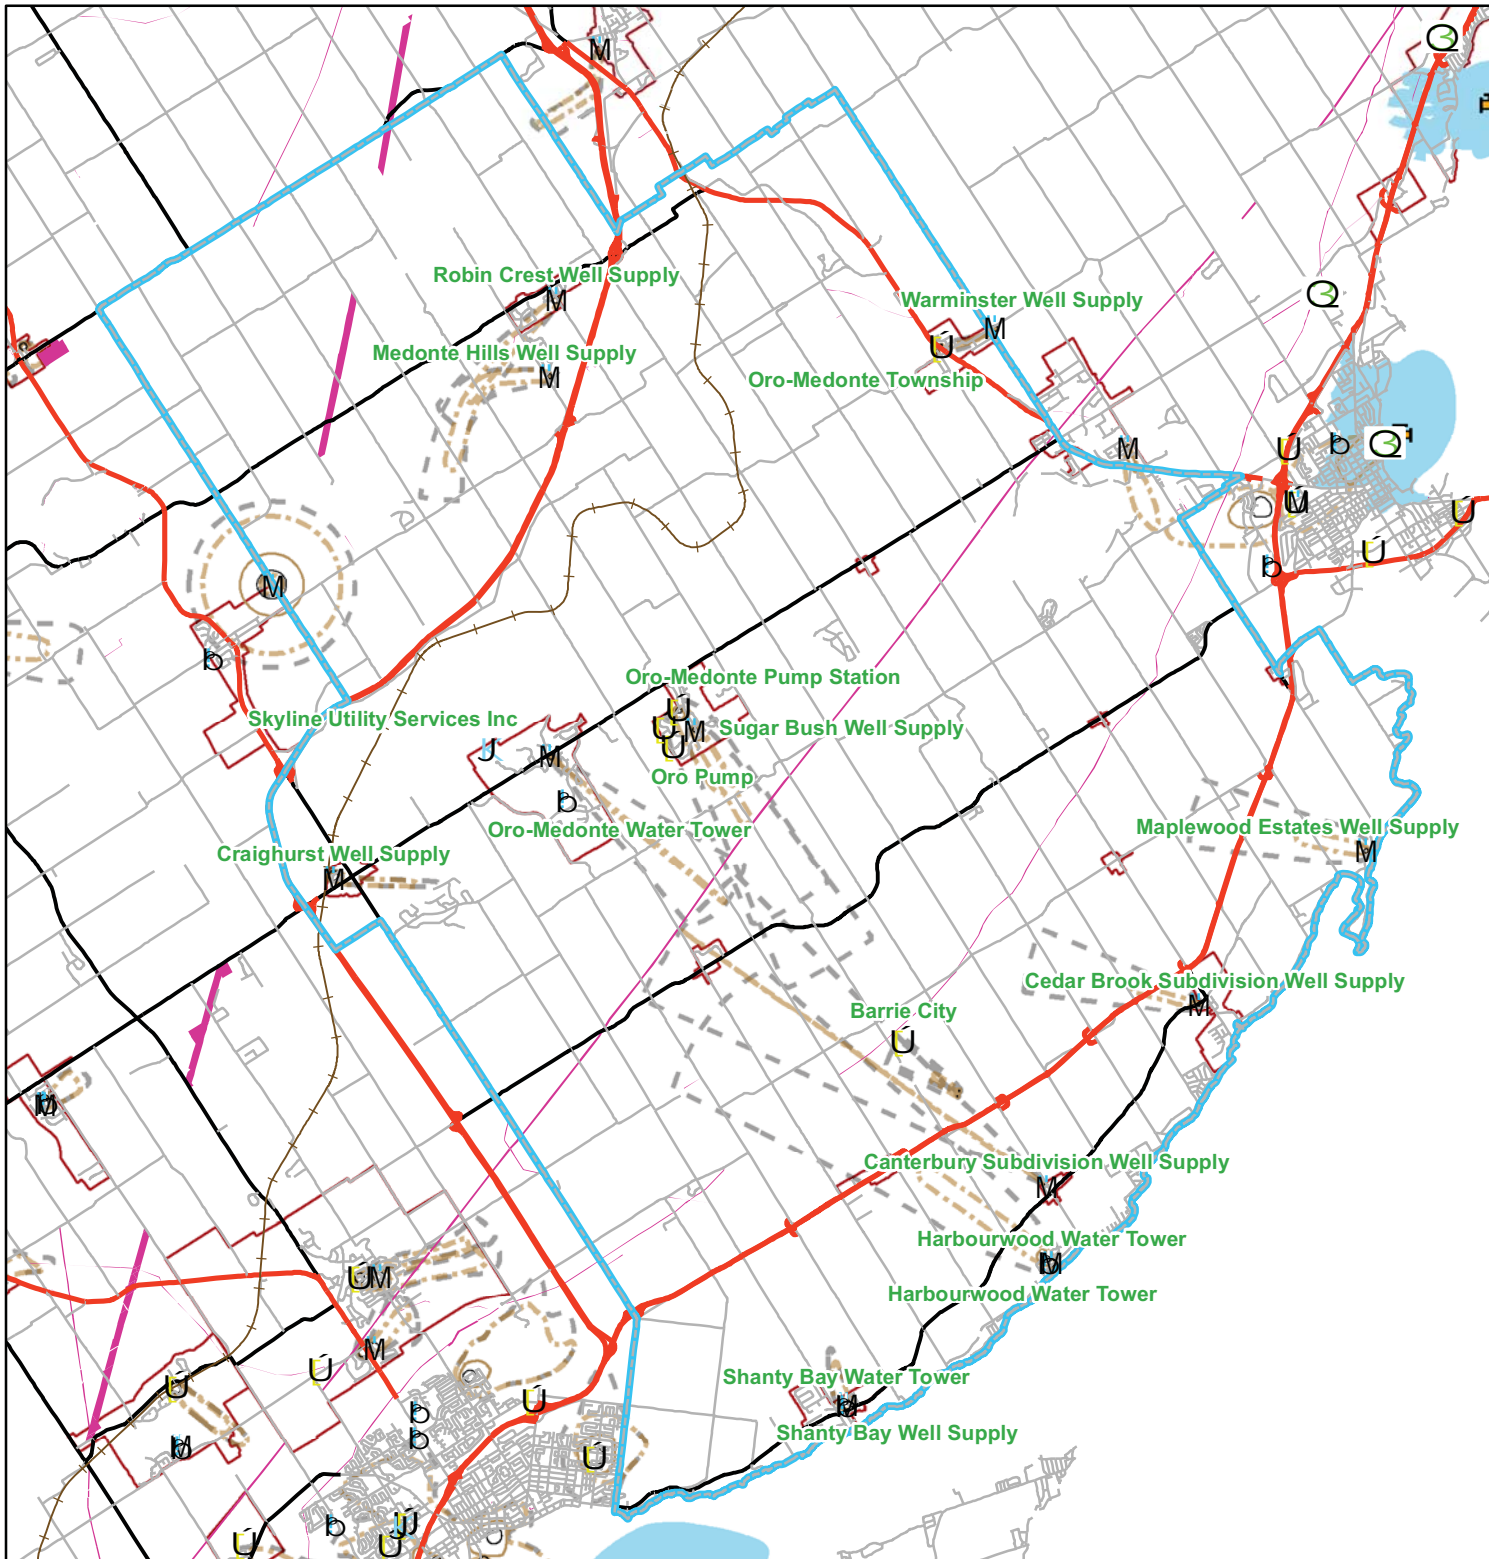 Robin Crest Well Supply
Warminster Well Supply
Medonte Hills Well Supply
Oro-Medonte Township
Oro-Medonte Pump Station
Skyline Utility Services Inc
Sugar Bush Well Supply
Oro Pump
Oro-Medonte Water Tower
Maplewood Estates Well Supply
Craighurst Well Supply
Cedar Brook Subdivision Well Supply
Barrie City
Canterbury Subdivision Well Supply
Harbourwood Water Tower
Harbourwood Water Tower
Shanty Bay Water Tower
Shanty Bay Well Supply